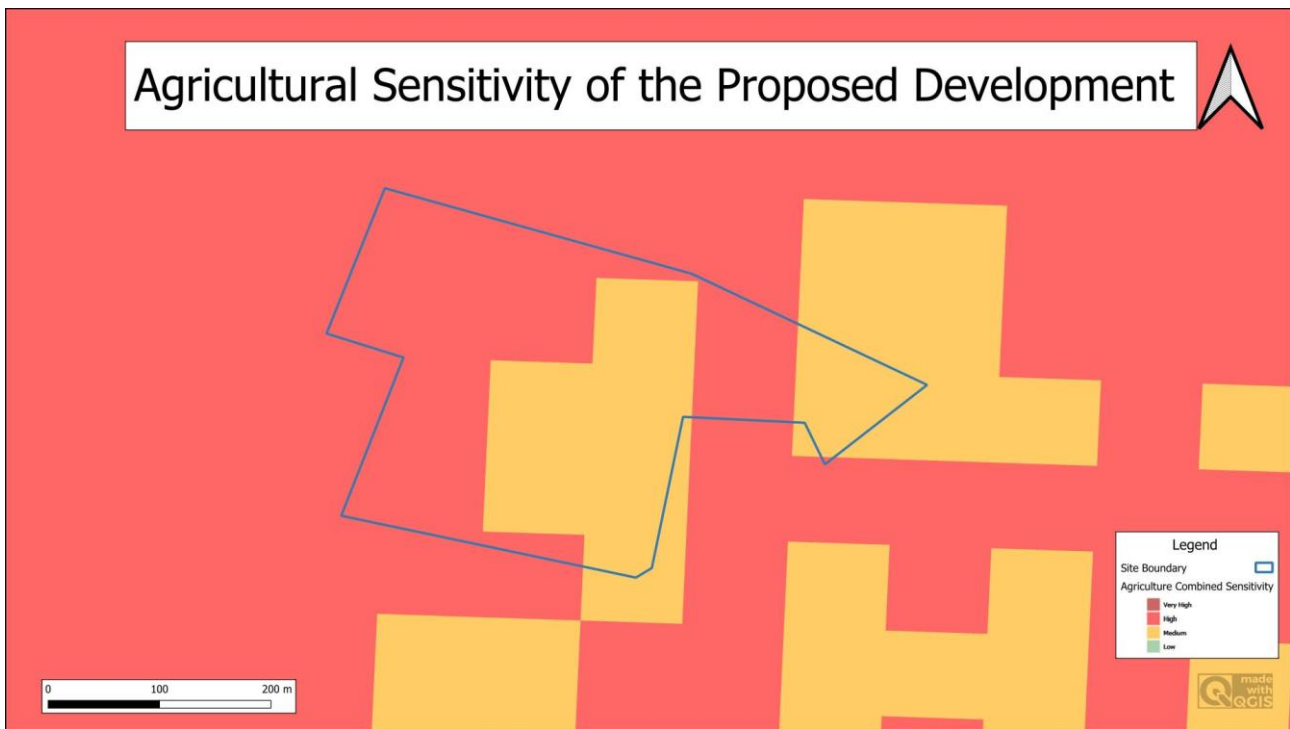 Agricultural Sensitivity of the Proposed Development
Legend
Site Boundary
Agriculture Combined Sensitivity
Very High
High
Medium
Low
0 100 200 m
made
with
QGIS